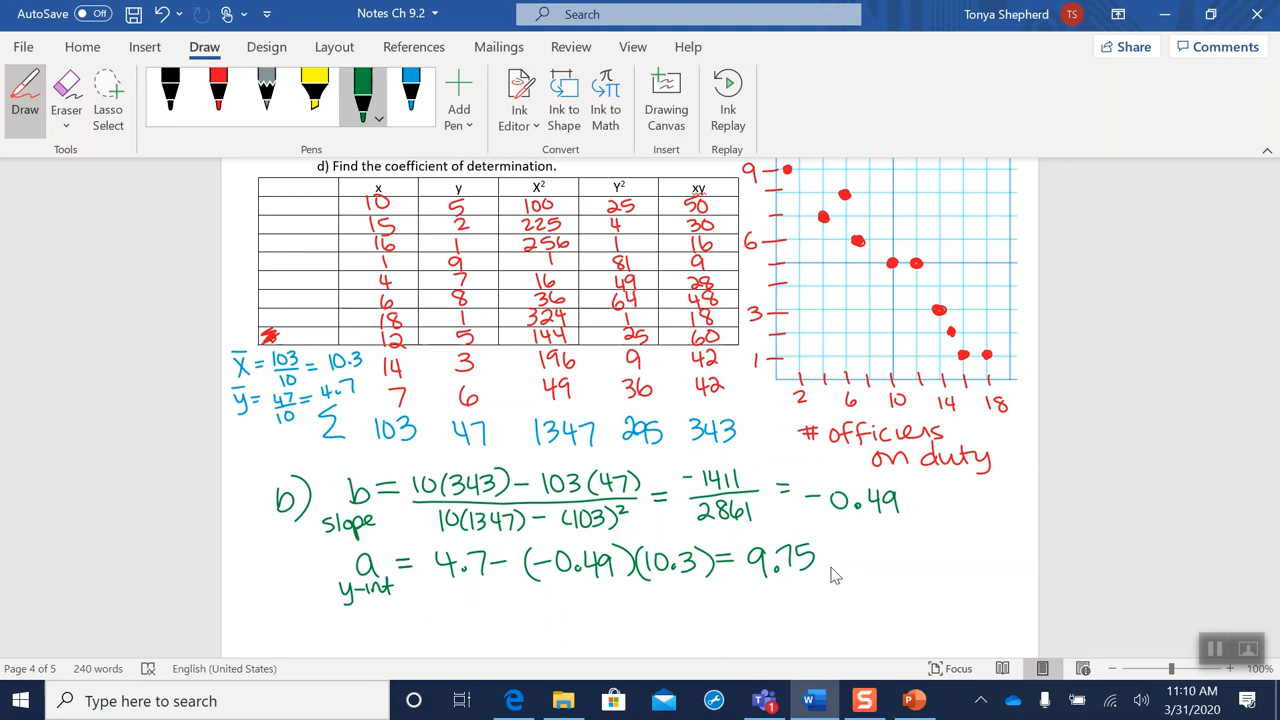 AutoSave Off Notes Ch 9.2 Search Tonya Shepherd TS
File Home Insert Draw Design Layout References Mailings Review View Help Share Comments
Draw Eraser Lasso Select Add Pen Ink Editor Ink to Shape Ink to Math Drawing Canvas Ink Replay
Tools Pens Convert Insert Replay
d) Find the coefficient of determination.
x y X² Y² xy
10 5 100 25 50
15 2 225 4 30
16 1 256 1 16
1 9 1 81 9
4 7 16 49 28
6 8 36 64 48
18 1 324 1 18
12 5 144 25 60
14 3 196 9 42
7 6 49 36 42
x̄ = 103/10 = 10.3
ȳ = 47/10 = 4.7
Σ 103 47 1347 295 343
9
6
3
1
2 6 10 14 18
# officers
on duty
b) b = 10(343) - 103(47) / 10(1347) - (103)² = -1411 / 2861 = -0.49
slope
a = 4.7 - (-0.49)(10.3) = 9.75
y-int
Page 4 of 5 240 words English (United States) Focus 100%
Type here to search 1 11:10 AM
3/31/2020